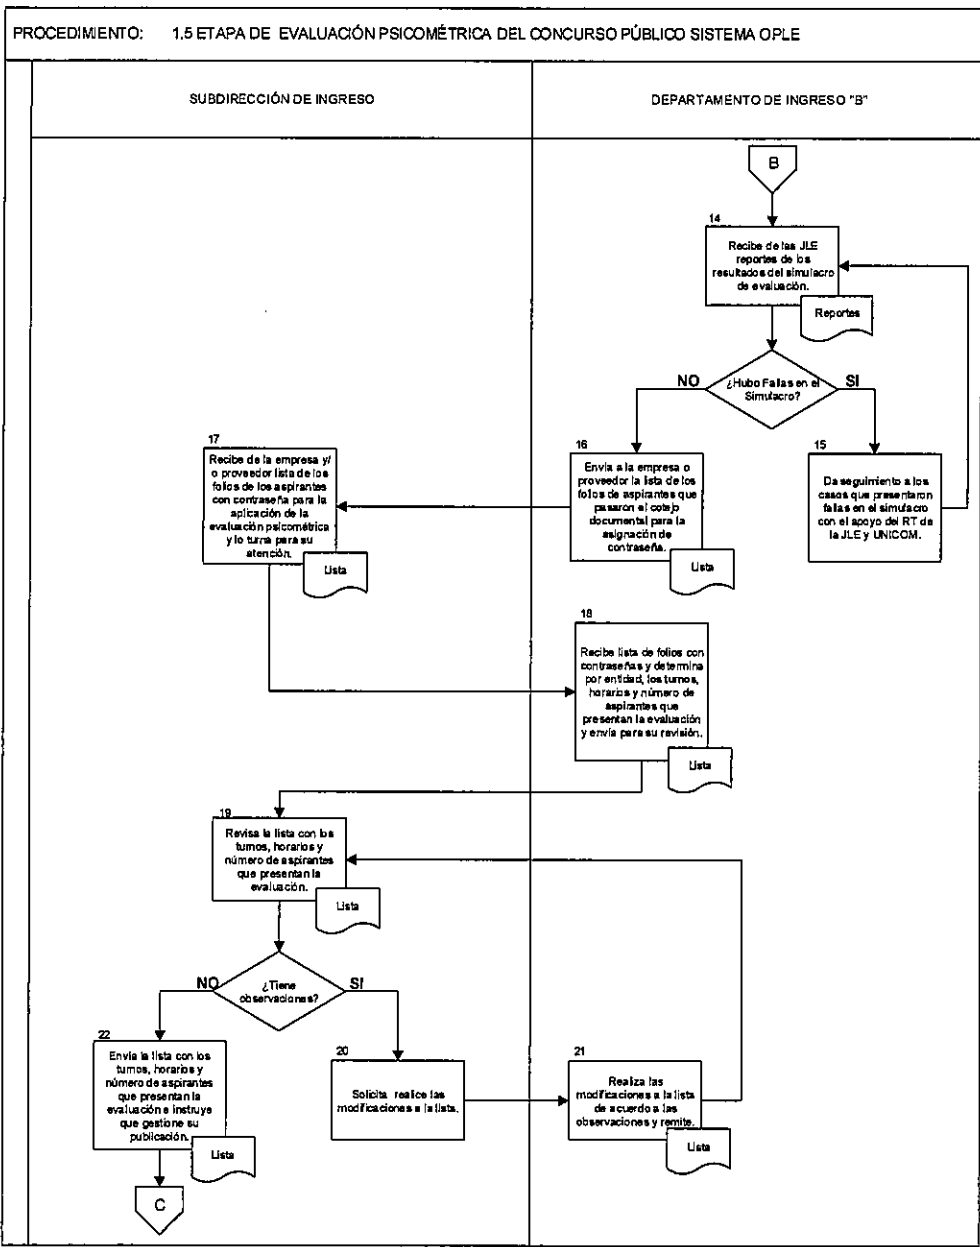 PROCEDIMIENTO: 1.5 ETAPA DE EVALUACIÓN PSICOMÉTRICA DEL CONCURSO PÚBLICO SISTEMA OPLE
SUBDIRECCIÓN DE INGRESO
DEPARTAMENTO DE INGRESO "B"
B
14
Recibe de las JLE
reportes de los
resultados del simulacro
de evaluación.
Reportes
¿Hubo Fallas en el
Simulacro?
NO
SI
15
Da seguimiento a los
casos que presentaron
fallas en el simulacro
con el apoyo del RT de
la JLE y UNICOM.
16
Envía a la empresa o
proveedor la lista de los
folios de aspirantes que
pasaron el cotejo
documental para la
asignación de
contraseña.
Lista
17
Recibe de la empresa y/
o proveedor lista de los
folios de los aspirantes
con contraseña para la
aplicación de la
evaluación psicométrica
y lo turna para su
atención.
Lista
18
Recibe lista de folios con
contraseñas y determina
por entidad, los turnos,
horarios y número de
aspirantes que
presentan la evaluación
y envía para su revisión.
Lista
19
Revisa la lista con los
turnos, horarios y
número de aspirantes
que presentan la
evaluación.
Lista
¿Tiene
observaciones?
NO
SI
20
Solicita realice las
modificaciones a la lista.
21
Realiza las
modificaciones a la lista
de acuerdo a las
observaciones y remite.
Lista
22
Envía la lista con los
turnos, horarios y
número de aspirantes
que presentan la
evaluación e instruye
que gestione su
publicación.
Lista
C